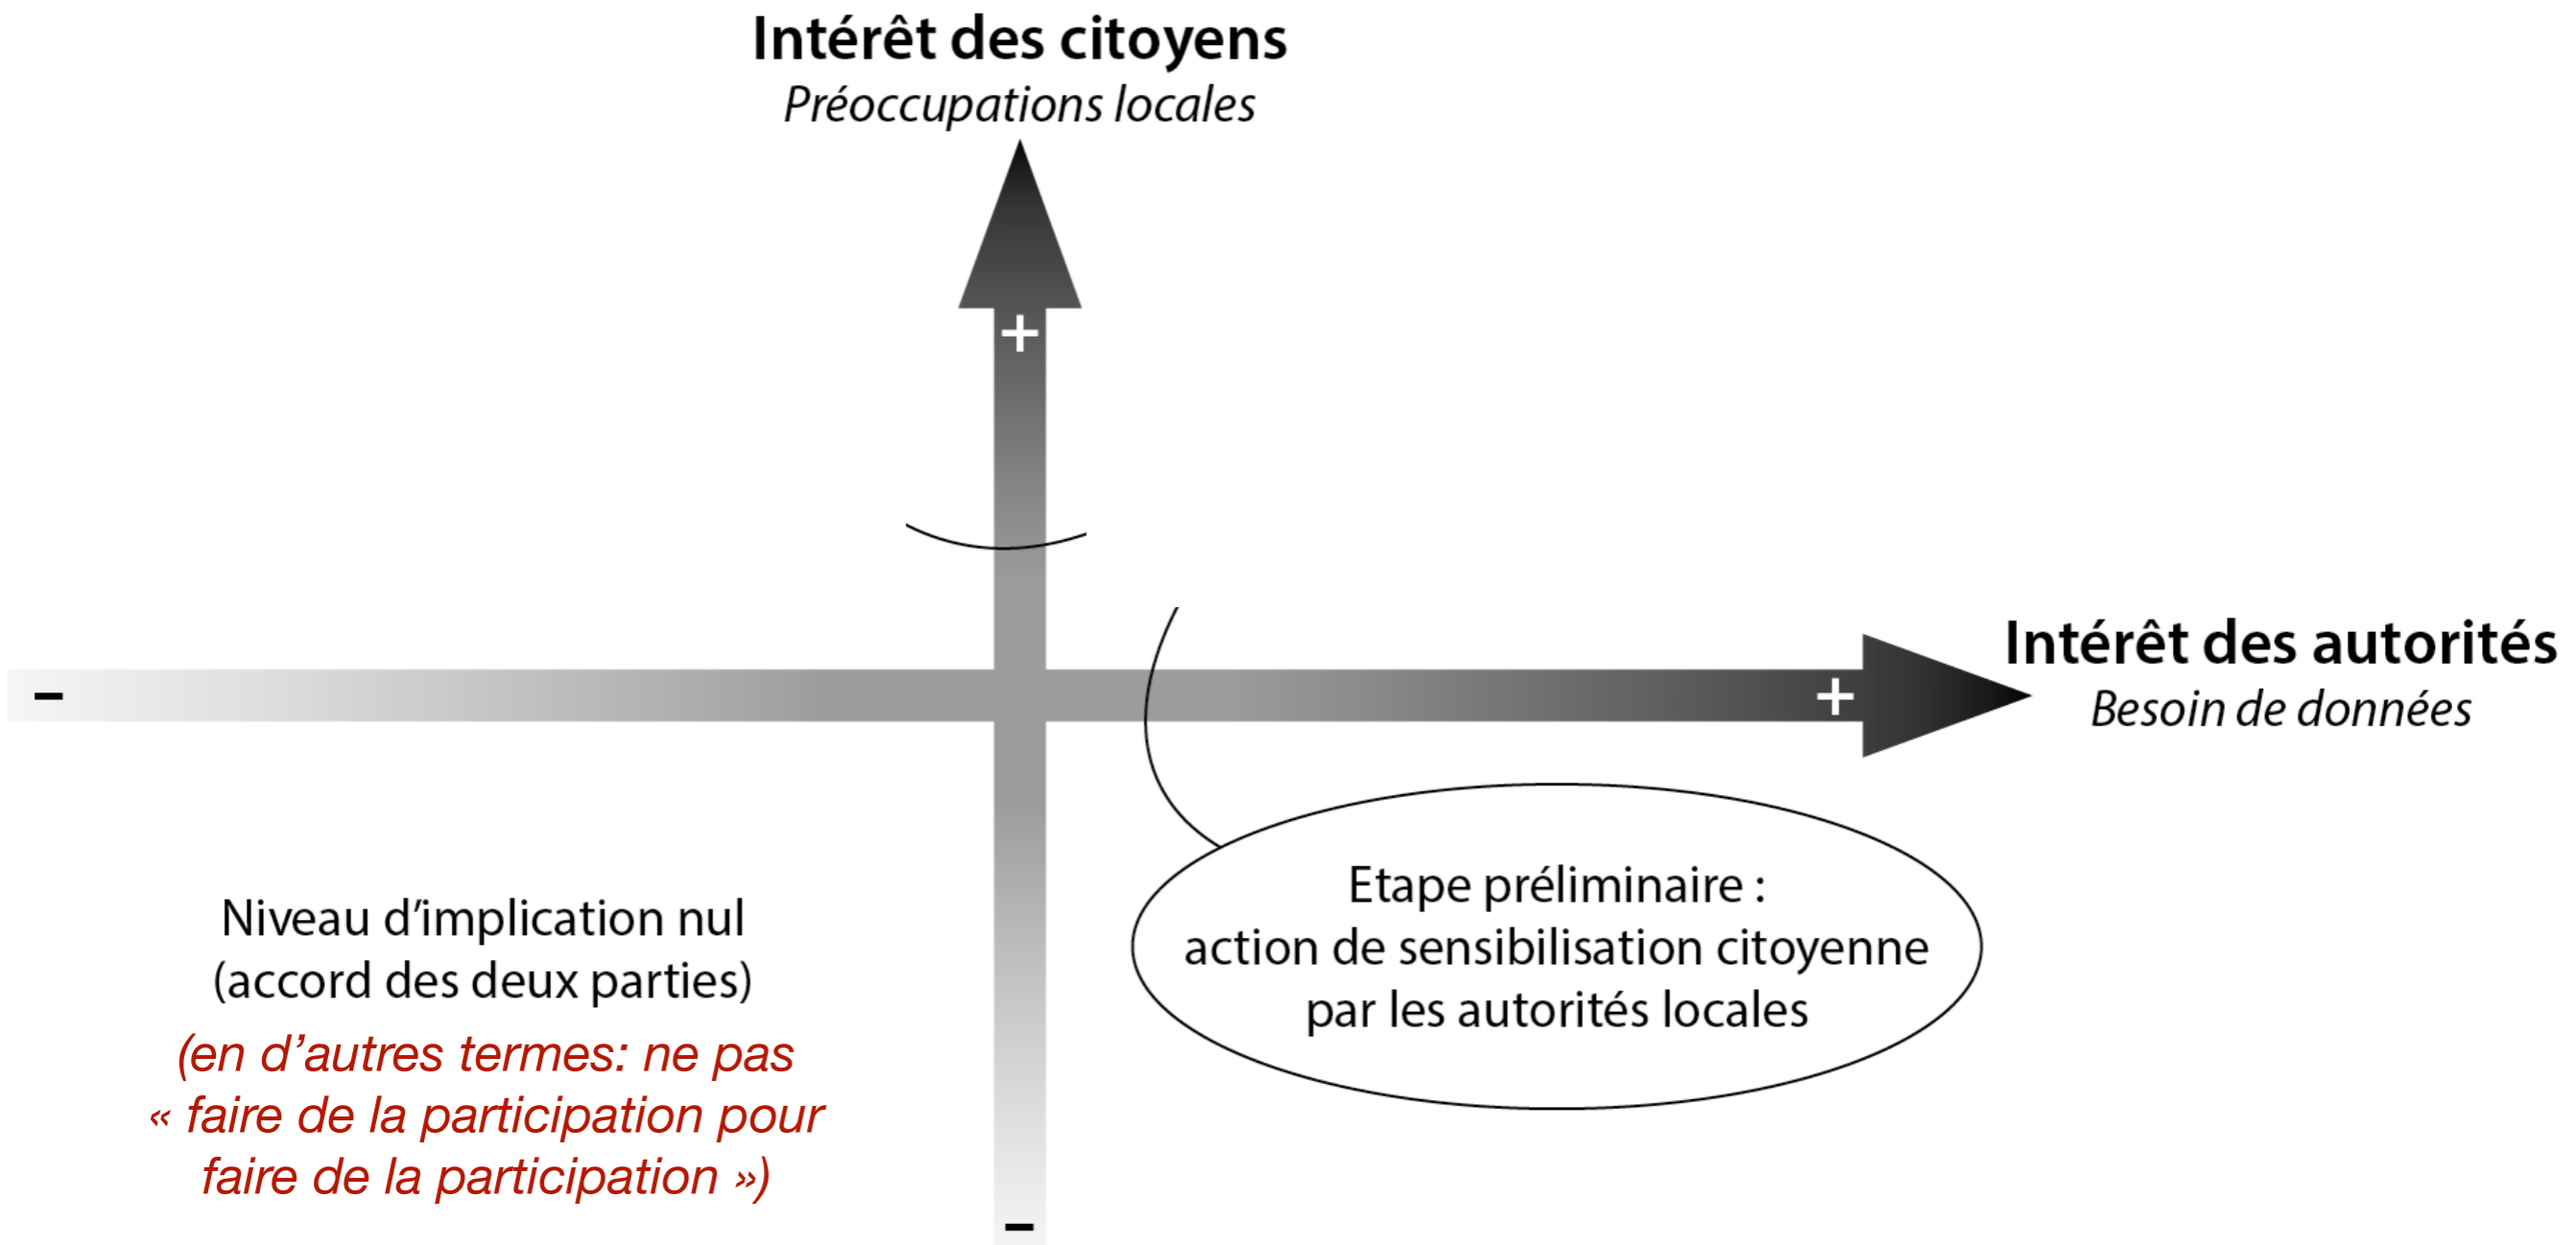 Intérêt des citoyens
Préoccupations locales
+
Intérêt des autorités
Besoin de données
–
+
Niveau d’implication nul
(accord des deux parties)
(en d’autres termes: ne pas
« faire de la participation pour
faire de la participation »)
Etape préliminaire :
action de sensibilisation citoyenne
par les autorités locales
–